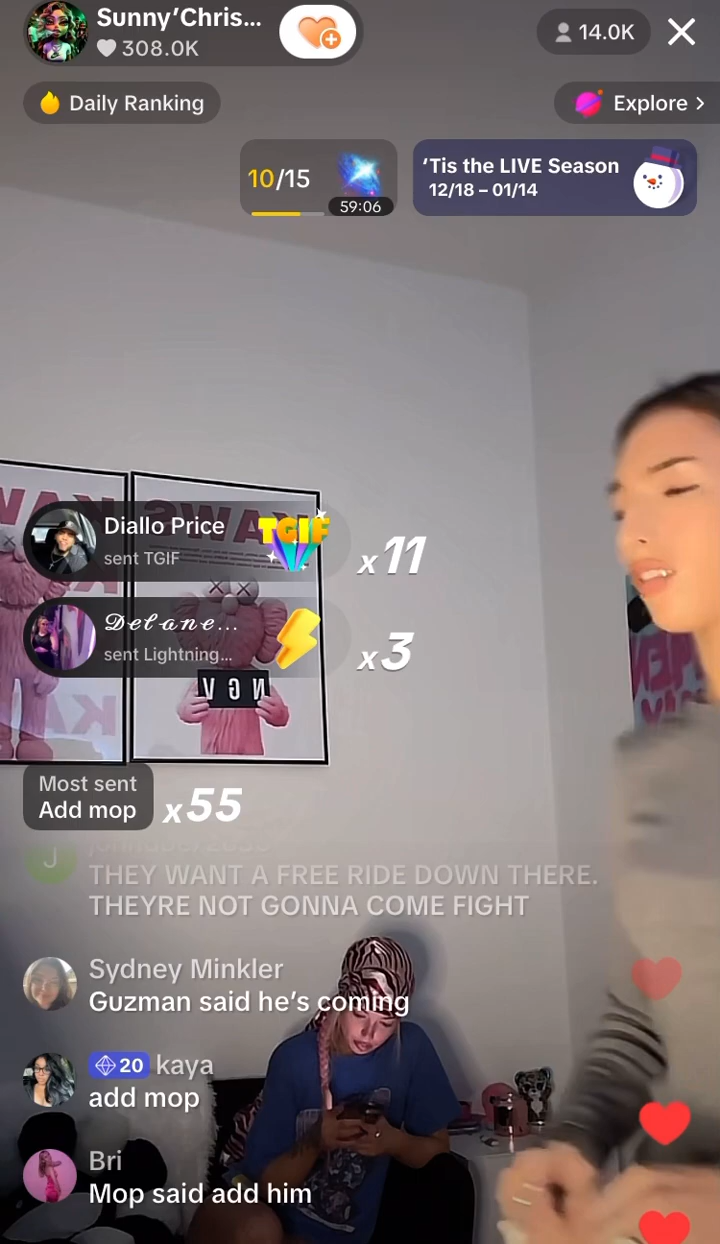 Sunny’Chris...
308.0K
14.0K
Daily Ranking
Explore >
10/15
59:06
‘Tis the LIVE Season
12/18 – 01/14
Diallo Price
sent TGIF
TGIF
x11
𝒟𝑒𝓁𝒶𝓃𝑒...
sent Lightning...
x3
Most sent
Add mop
x55
J
THEY WANT A FREE RIDE DOWN THERE.
THEYRE NOT GONNA COME FIGHT
Sydney Minkler
Guzman said he’s coming
20 kaya
add mop
Bri
Mop said add him